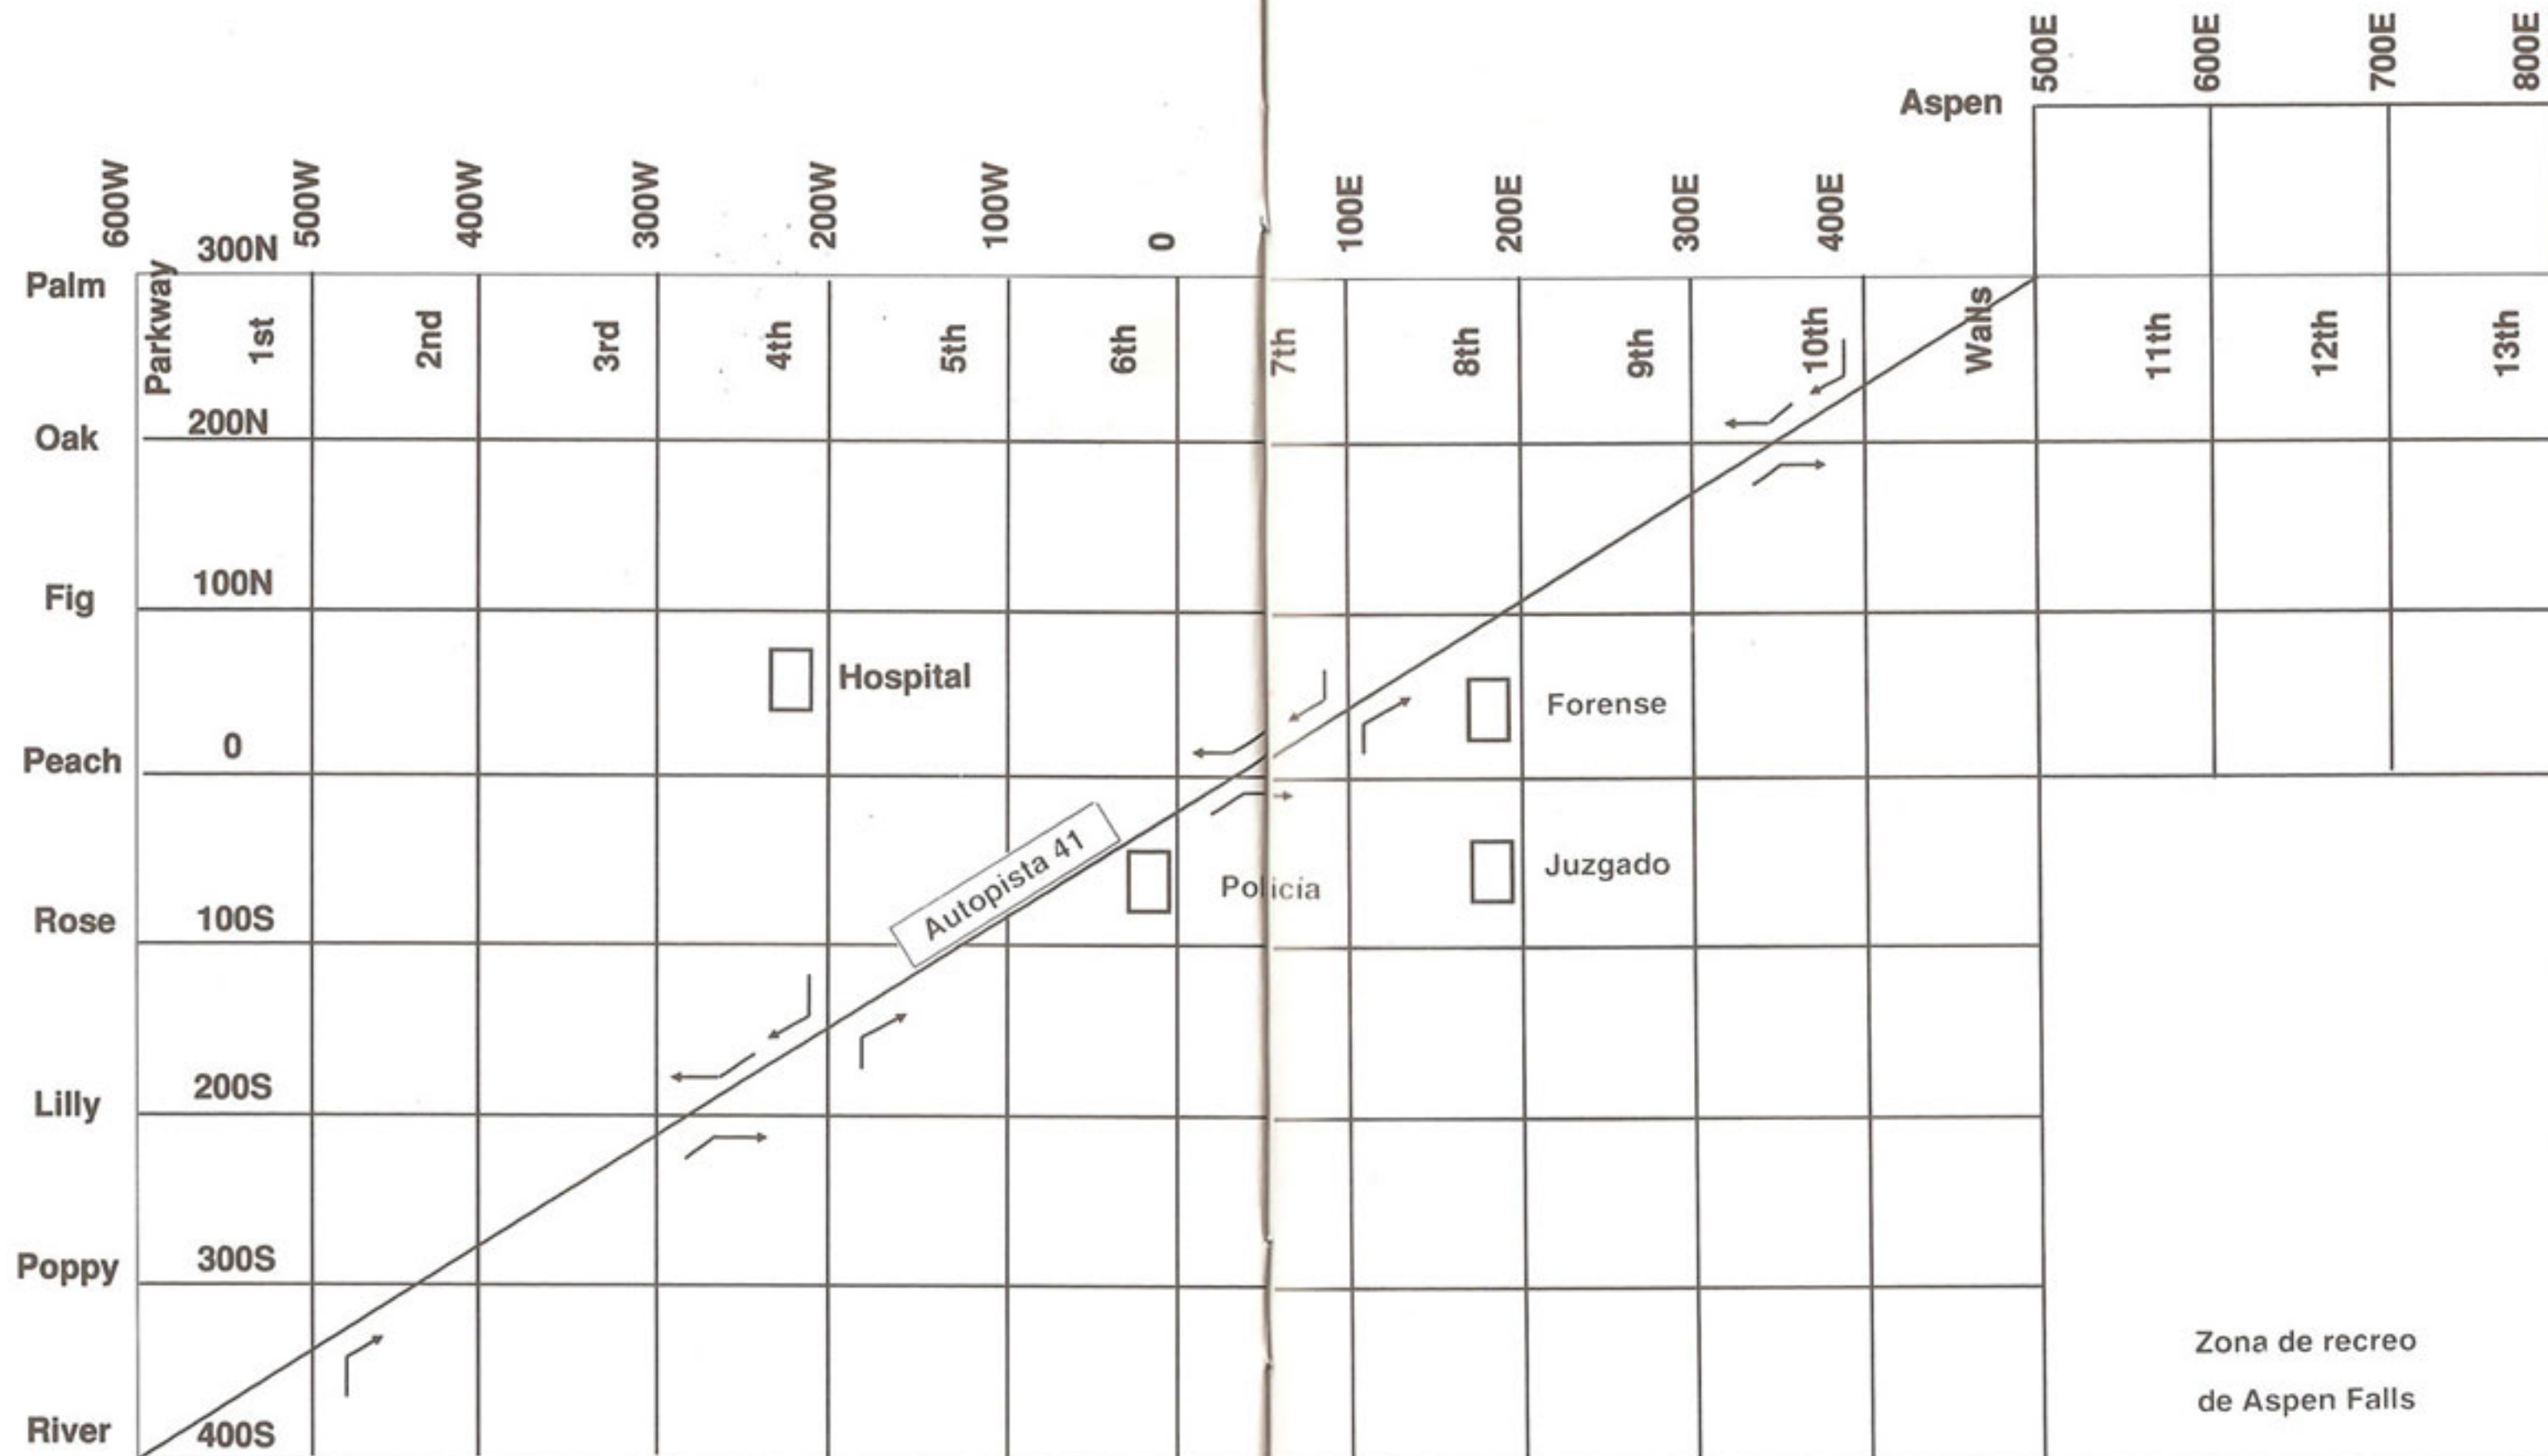 500E 600E 700E 800E
Aspen
600W 500W 400W 300W 200W 100W 0 100E 200E 300E 400E
300N
Palm
Parkway 1st 2nd 3rd 4th 5th 6th 7th 8th 9th 10th Walls 11th 12th 13th
200N
Oak
100N
Fig
Hospital
Forense
0
Peach
Autopista 41
Juzgado
Policía
100S
Rose
200S
Lilly
300S
Poppy
Zona de recreo
de Aspen Falls
400S
River